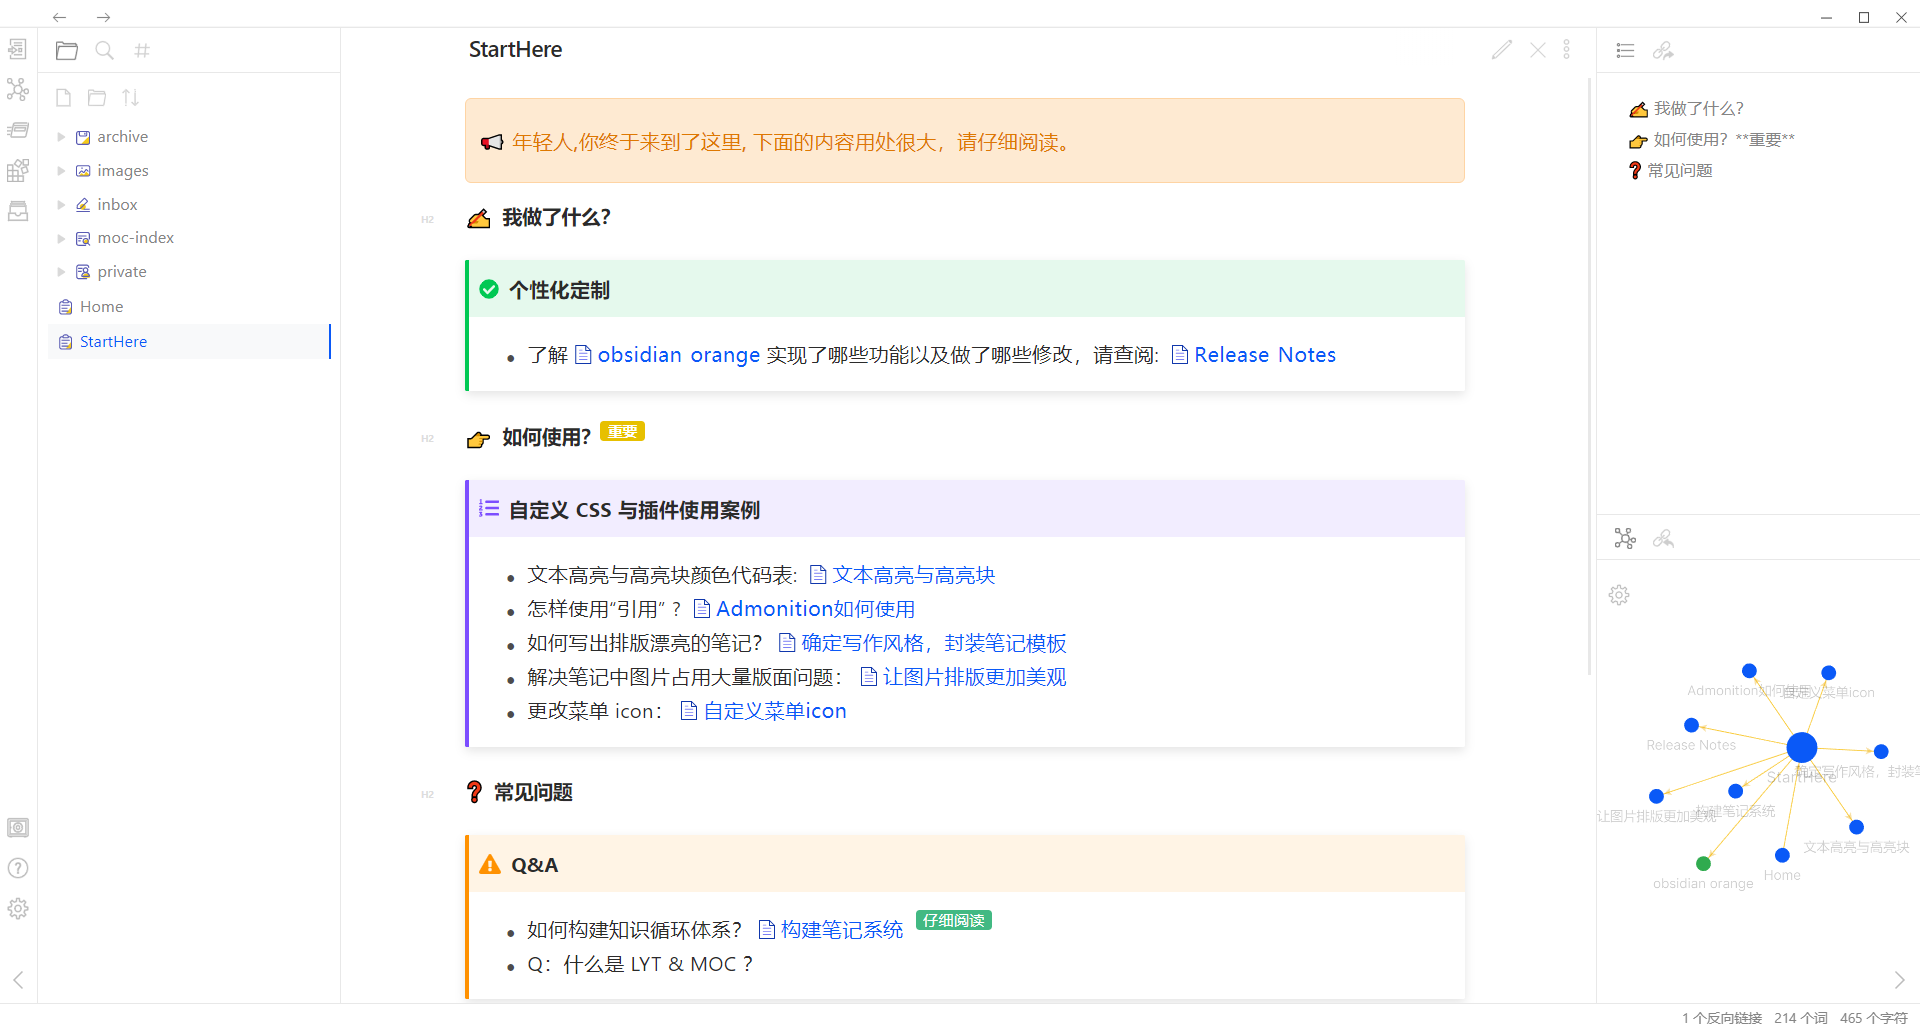 StartHere
archive
images
inbox
moc-index
private
Home
StartHere
年轻人,你终于来到了这里, 下面的内容用处很大，请仔细阅读。
H2
我做了什么？
个性化定制
了解 obsidian orange 实现了哪些功能以及做了哪些修改，请查阅: Release Notes
H2
如何使用？ 重要
自定义 CSS 与插件使用案例
文本高亮与高亮块颜色代码表: 文本高亮与高亮块
怎样使用“引用” ? Admonition如何使用
如何写出排版漂亮的笔记？ 确定写作风格，封装笔记模板
解决笔记中图片占用大量版面问题： 让图片排版更加美观
更改菜单 icon： 自定义菜单icon
H2
常见问题
Q&A
如何构建知识循环体系？ 构建笔记系统 仔细阅读
Q：什么是 LYT & MOC ?
我做了什么？
如何使用？**重要**
常见问题
Admonition如何使用
自定义菜单icon
Release Notes
StartHere
确定写作风格，封装笔
让图片排版更加美观
构建笔记系统
文本高亮与高亮块
Home
obsidian orange
1 个反向链接 214 个词 465 个字符